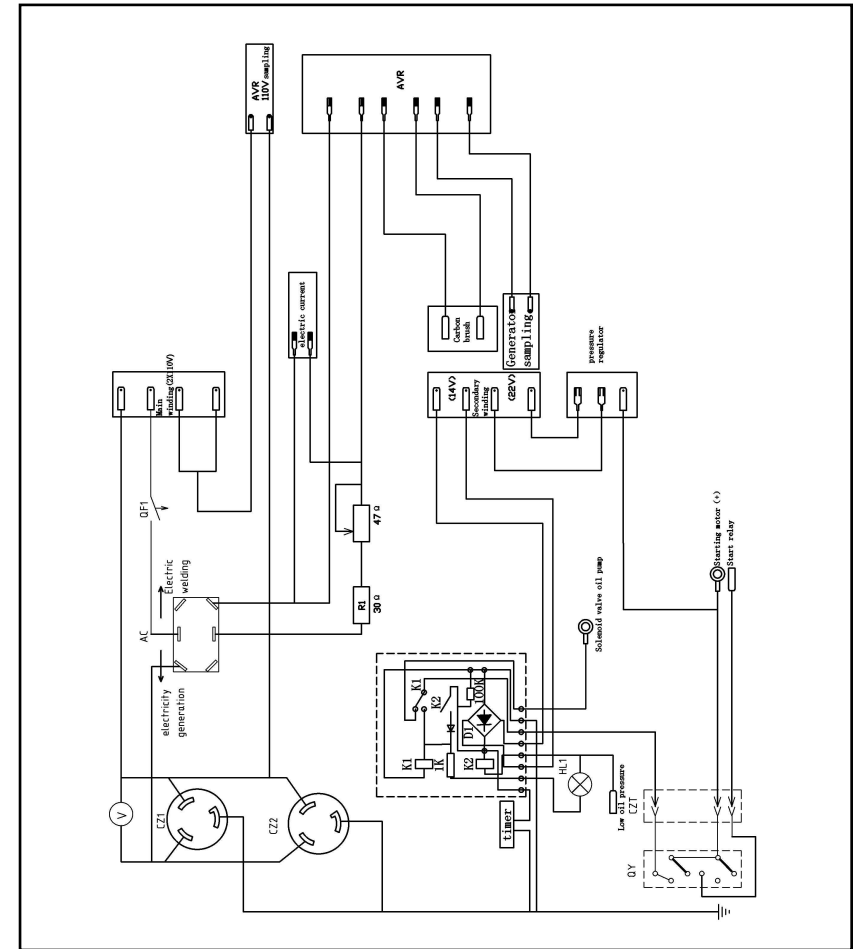 AVR
110V sampling
AVR
electric current
Main
winding(2X110V)
QF1
Carbon
brush
Generato
sampling
(14V)
Secondary
winding
(22V)
pressure
regulator
Electric
welding
AC
electricity
generation
47Ω
R1
30Ω
Starting motor (+)
Start relay
Solenoid valve oil pump
K1
K2
100K
D1
K1
1K
K2
HL1
Low oil pressure
CZT
timer
V
CZ1
CZ2
QY